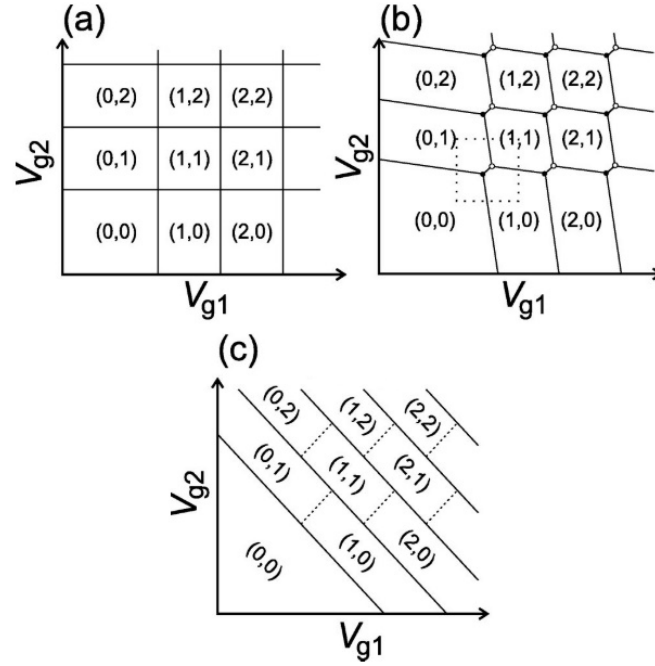 (a)
(b)
(0,2) (1,2) (2,2)
(0,2) (1,2) (2,2)
Vg2
(0,1) (1,1) (2,1)
Vg2
(0,1) (1,1) (2,1)
(0,0) (1,0) (2,0)
(0,0) (1,0) (2,0)
Vg1
Vg1
(c)
(0,2) (1,2) (2,2)
Vg2
(0,1) (1,1) (2,1)
(0,0) (1,0) (2,0)
Vg1